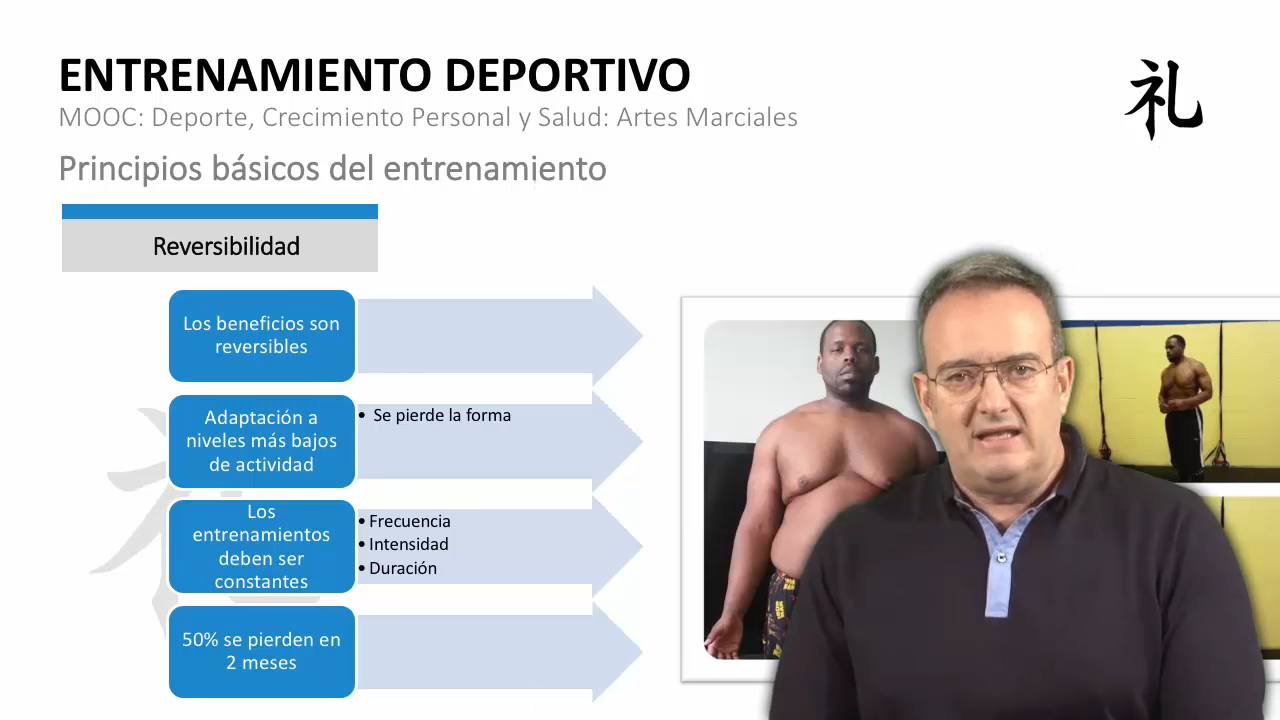 ENTRENAMIENTO DEPORTIVO
MOOC: Deporte, Crecimiento Personal y Salud: Artes Marciales
礼
Principios básicos del entrenamiento
Reversibilidad
Los beneficios son
reversibles
Adaptación a
niveles más bajos
de actividad
• Se pierde la forma
Los
entrenamientos
deben ser
constantes
• Frecuencia
• Intensidad
• Duración
50% se pierden en
2 meses